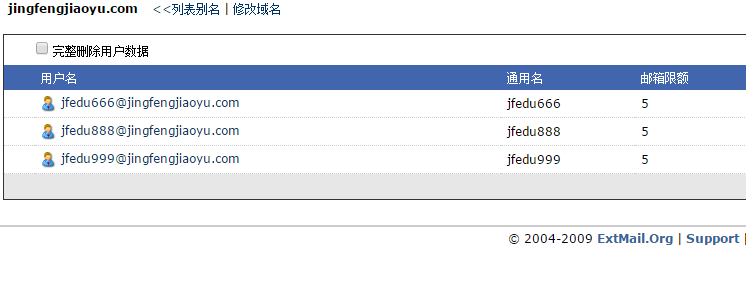 jingfengjiaoyu.com <<列表别名 | 修改域名
完整删除用户数据
用户名 通用名 邮箱限额
jfedu666@jingfengjiaoyu.com jfedu666 5
jfedu888@jingfengjiaoyu.com jfedu888 5
jfedu999@jingfengjiaoyu.com jfedu999 5
© 2004-2009 ExtMail.Org | Support |